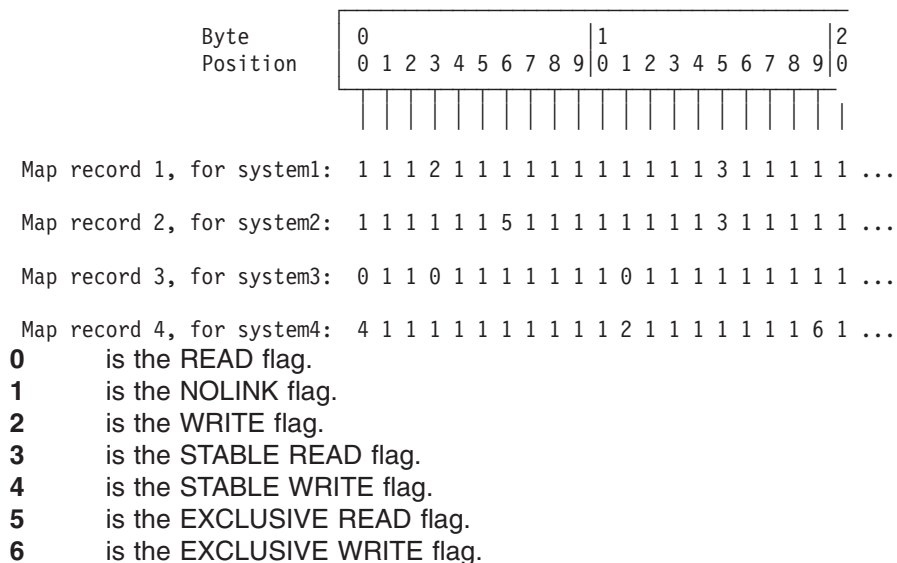 Byte 0 1 2
Position 0 1 2 3 4 5 6 7 8 9 0 1 2 3 4 5 6 7 8 9 0
Map record 1, for system1: 1 1 1 2 1 1 1 1 1 1 1 1 1 1 1 3 1 1 1 1 1 ...
Map record 2, for system2: 1 1 1 1 1 1 5 1 1 1 1 1 1 1 1 3 1 1 1 1 1 ...
Map record 3, for system3: 0 1 1 0 1 1 1 1 1 1 1 0 1 1 1 1 1 1 1 1 1 ...
Map record 4, for system4: 4 1 1 1 1 1 1 1 1 1 1 2 1 1 1 1 1 1 1 6 1 ...
0 is the READ flag.
1 is the NOLINK flag.
2 is the WRITE flag.
3 is the STABLE READ flag.
4 is the STABLE WRITE flag.
5 is the EXCLUSIVE READ flag.
6 is the EXCLUSIVE WRITE flag.